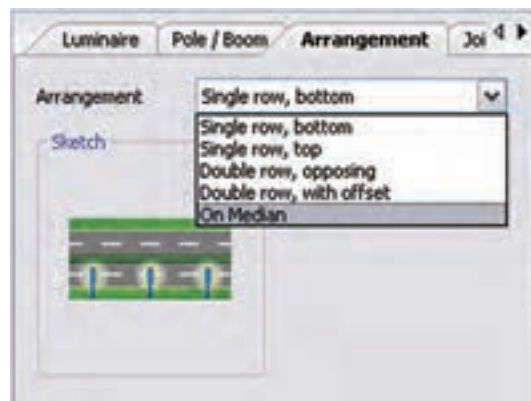 Luminaire Pole / Boom Arrangement Joi
Arrangement Single row, bottom
Sketch
Single row, bottom
Single row, top
Double row, opposing
Double row, with offset
On Median